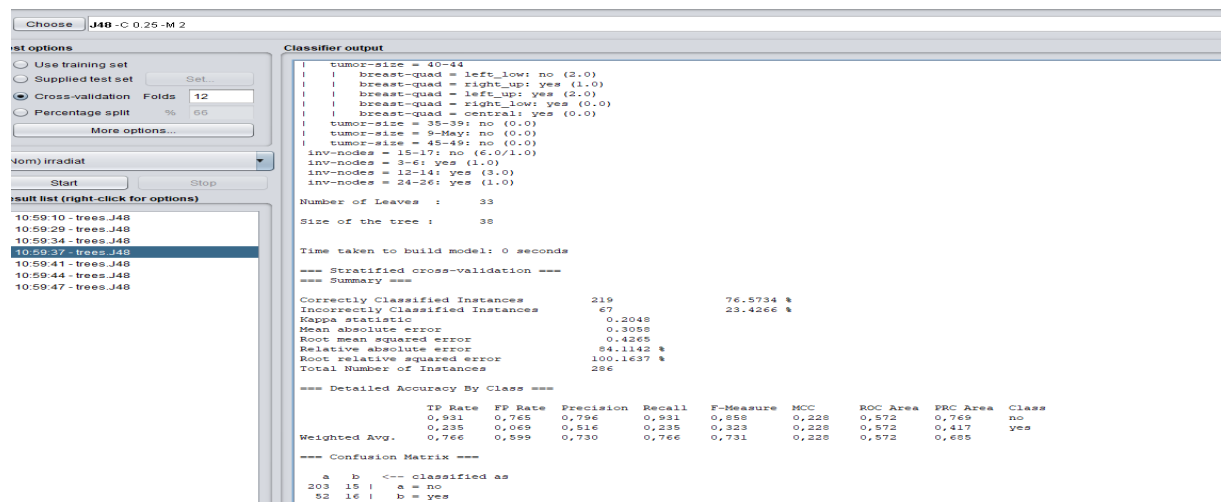 Choose J48 -C 0.25 -M 2
est options
Use training set
Supplied test set Set...
Cross-validation Folds 12
Percentage split % 66
More options...
Nom) irradiat
Start Stop
esult list (right-click for options)
10:59:10 - trees.J48
10:59:29 - trees.J48
10:59:34 - trees.J48
10:59:37 - trees.J48
10:59:41 - trees.J48
10:59:44 - trees.J48
10:59:47 - trees.J48
Classifier output
| tumor-size = 40-44
| | breast-quad = left_low: no (2.0)
| | breast-quad = right_up: yes (1.0)
| | breast-quad = left_up: yes (2.0)
| | breast-quad = right_low: yes (0.0)
| | breast-quad = central: yes (0.0)
| tumor-size = 35-39: no (0.0)
| tumor-size = 9-May: no (0.0)
| tumor-size = 45-49: no (0.0)
inv-nodes = 15-17: no (6.0/1.0)
inv-nodes = 3-6: yes (1.0)
inv-nodes = 12-14: yes (3.0)
inv-nodes = 24-26: yes (1.0)
Number of Leaves : 33
Size of the tree : 38
Time taken to build model: 0 seconds
=== Stratified cross-validation ===
=== Summary ===
Correctly Classified Instances 219 76.5734 %
Incorrectly Classified Instances 67 23.4266 %
Kappa statistic 0.2048
Mean absolute error 0.3058
Root mean squared error 0.4265
Relative absolute error 84.1142 %
Root relative squared error 100.1637 %
Total Number of Instances 286
=== Detailed Accuracy By Class ===
TP Rate FP Rate Precision Recall F-Measure MCC ROC Area PRC Area Class
0,931 0,765 0,796 0,931 0,858 0,228 0,572 0,769 no
0,235 0,069 0,516 0,235 0,323 0,228 0,572 0,417 yes
Weighted Avg. 0,766 0,599 0,730 0,766 0,731 0,228 0,572 0,685
=== Confusion Matrix ===
a b <-- classified as
203 15 | a = no
52 16 | b = yes